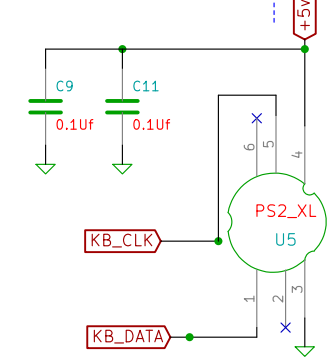 +5v
C9
C11
0.1Uf
0.1Uf
6
5
4
PS2_XL
KB_CLK
U5
1
2
3
KB_DATA